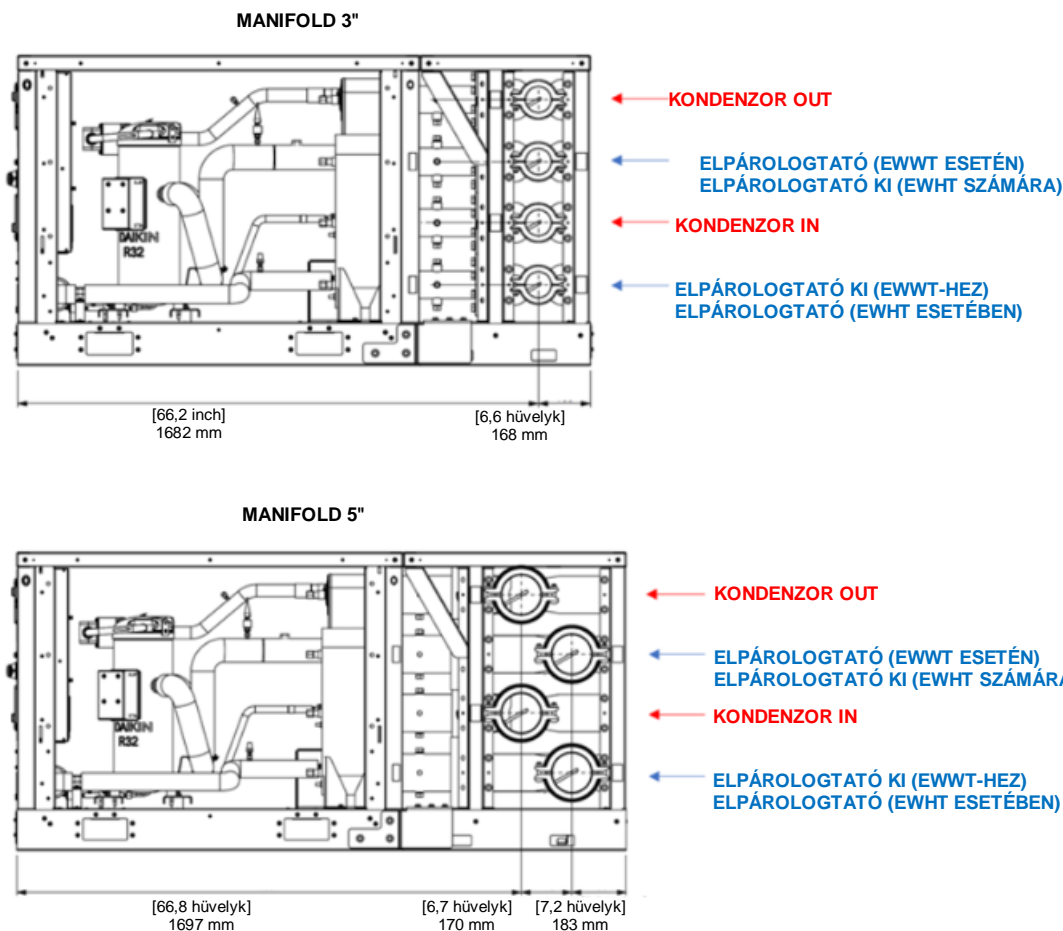 MANIFOLD 3"
KONDENZOR OUT
ELPÁROLOGTATÓ (EWWT ESETÉN)
ELPÁROLOGTATÓ KI (EWHT SZÁMÁRA)
KONDENZOR IN
ELPÁROLOGTATÓ KI (EWWT-HEZ)
ELPÁROLOGTATÓ (EWHT ESETÉBEN)
DAIKIN
R32
[66,2 inch]
1682 mm
[6,6 hüvelyk]
168 mm
MANIFOLD 5"
KONDENZOR OUT
ELPÁROLOGTATÓ (EWWT ESETÉN)
ELPÁROLOGTATÓ KI (EWHT SZÁMÁRA
KONDENZOR IN
ELPÁROLOGTATÓ KI (EWWT-HEZ)
ELPÁROLOGTATÓ (EWHT ESETÉBEN)
DAIKIN
R32
[66,8 hüvelyk]
1697 mm
[6,7 hüvelyk]
170 mm
[7,2 hüvelyk]
183 mm